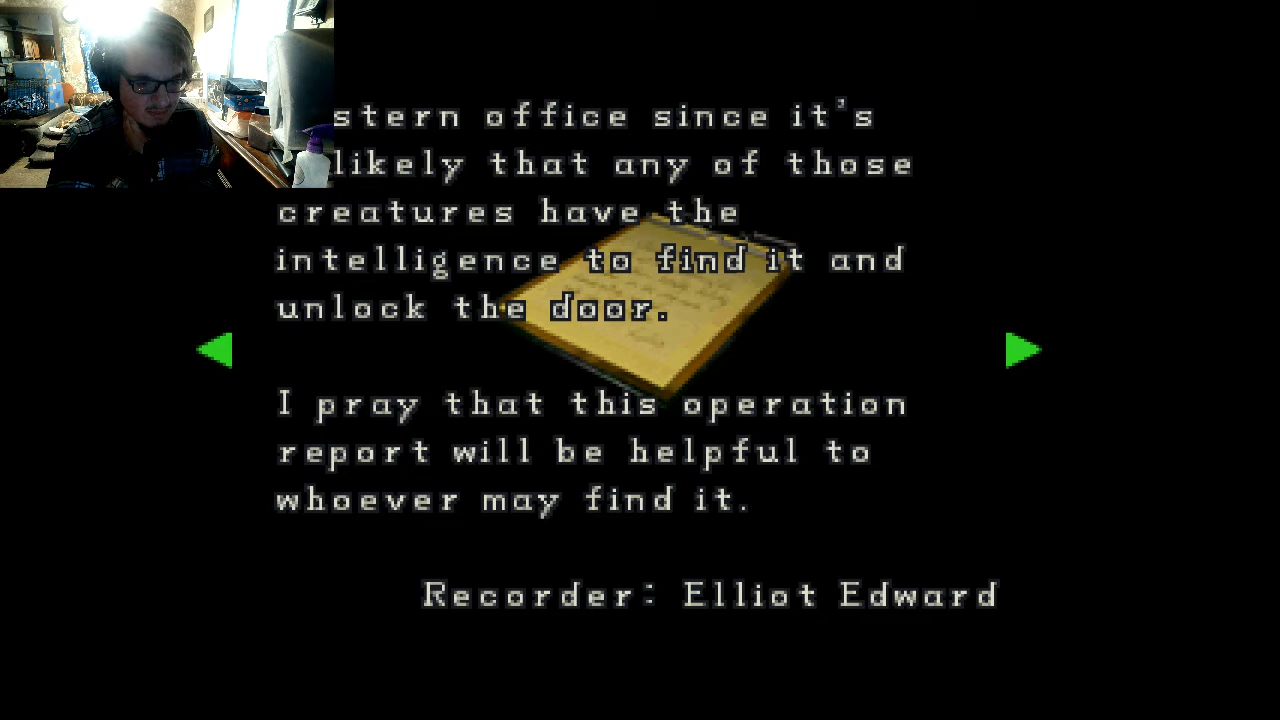 stern office since it's
likely that any of those
creatures have the
intelligence to find it and
unlock the door.
I pray that this operation
report will be helpful to
whoever may find it.
Recorder: Elliot Edward